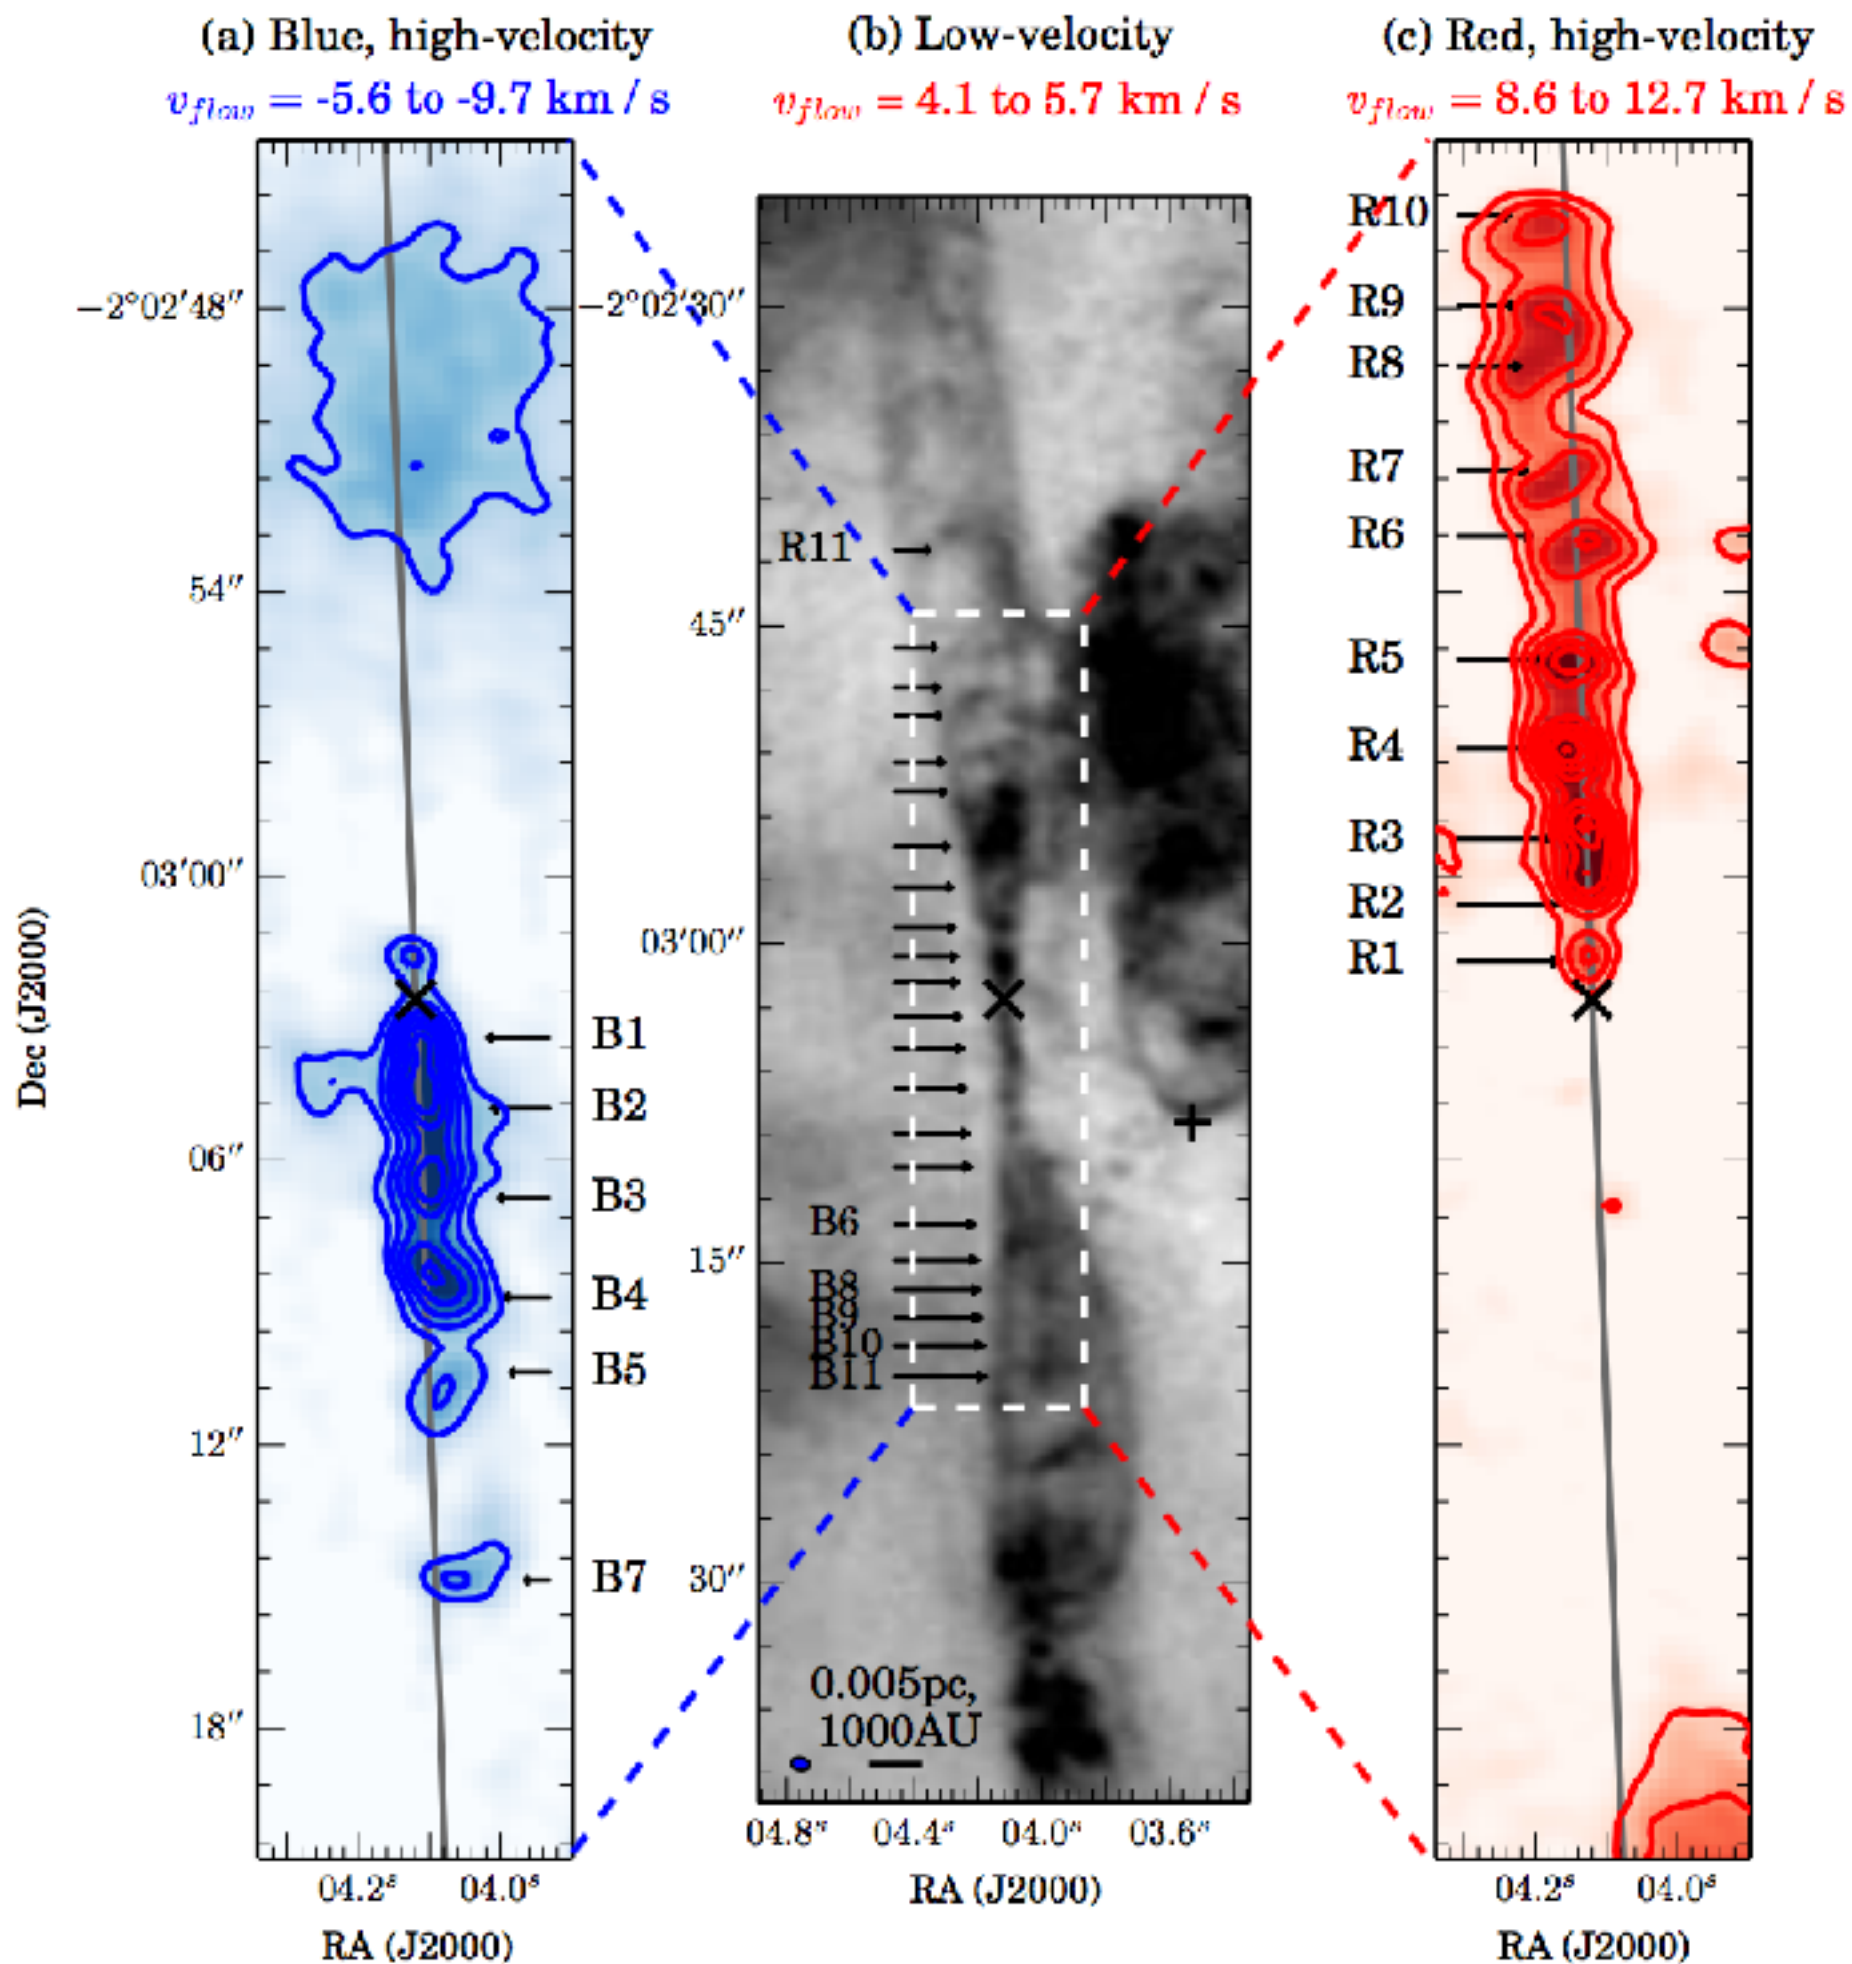 (a) Blue, high-velocity
v_flow = -5.6 to -9.7 km / s
(b) Low-velocity
v_flow = 4.1 to 5.7 km / s
(c) Red, high-velocity
v_flow = 8.6 to 12.7 km / s
Dec (J2000)
−2°02′48″
54″
03′00″
06″
12″
18″
B1
B2
B3
B4
B5
B7
04.2ˢ 04.0ˢ
RA (J2000)
−2°02′30″
45″
03′00″
15″
30″
R11
B6
B8
B9
B10
B11
0.005pc,
1000AU
04.8ˢ 04.4ˢ 04.0ˢ 03.6ˢ
RA (J2000)
R10
R9
R8
R7
R6
R5
R4
R3
R2
R1
04.2ˢ 04.0ˢ
RA (J2000)